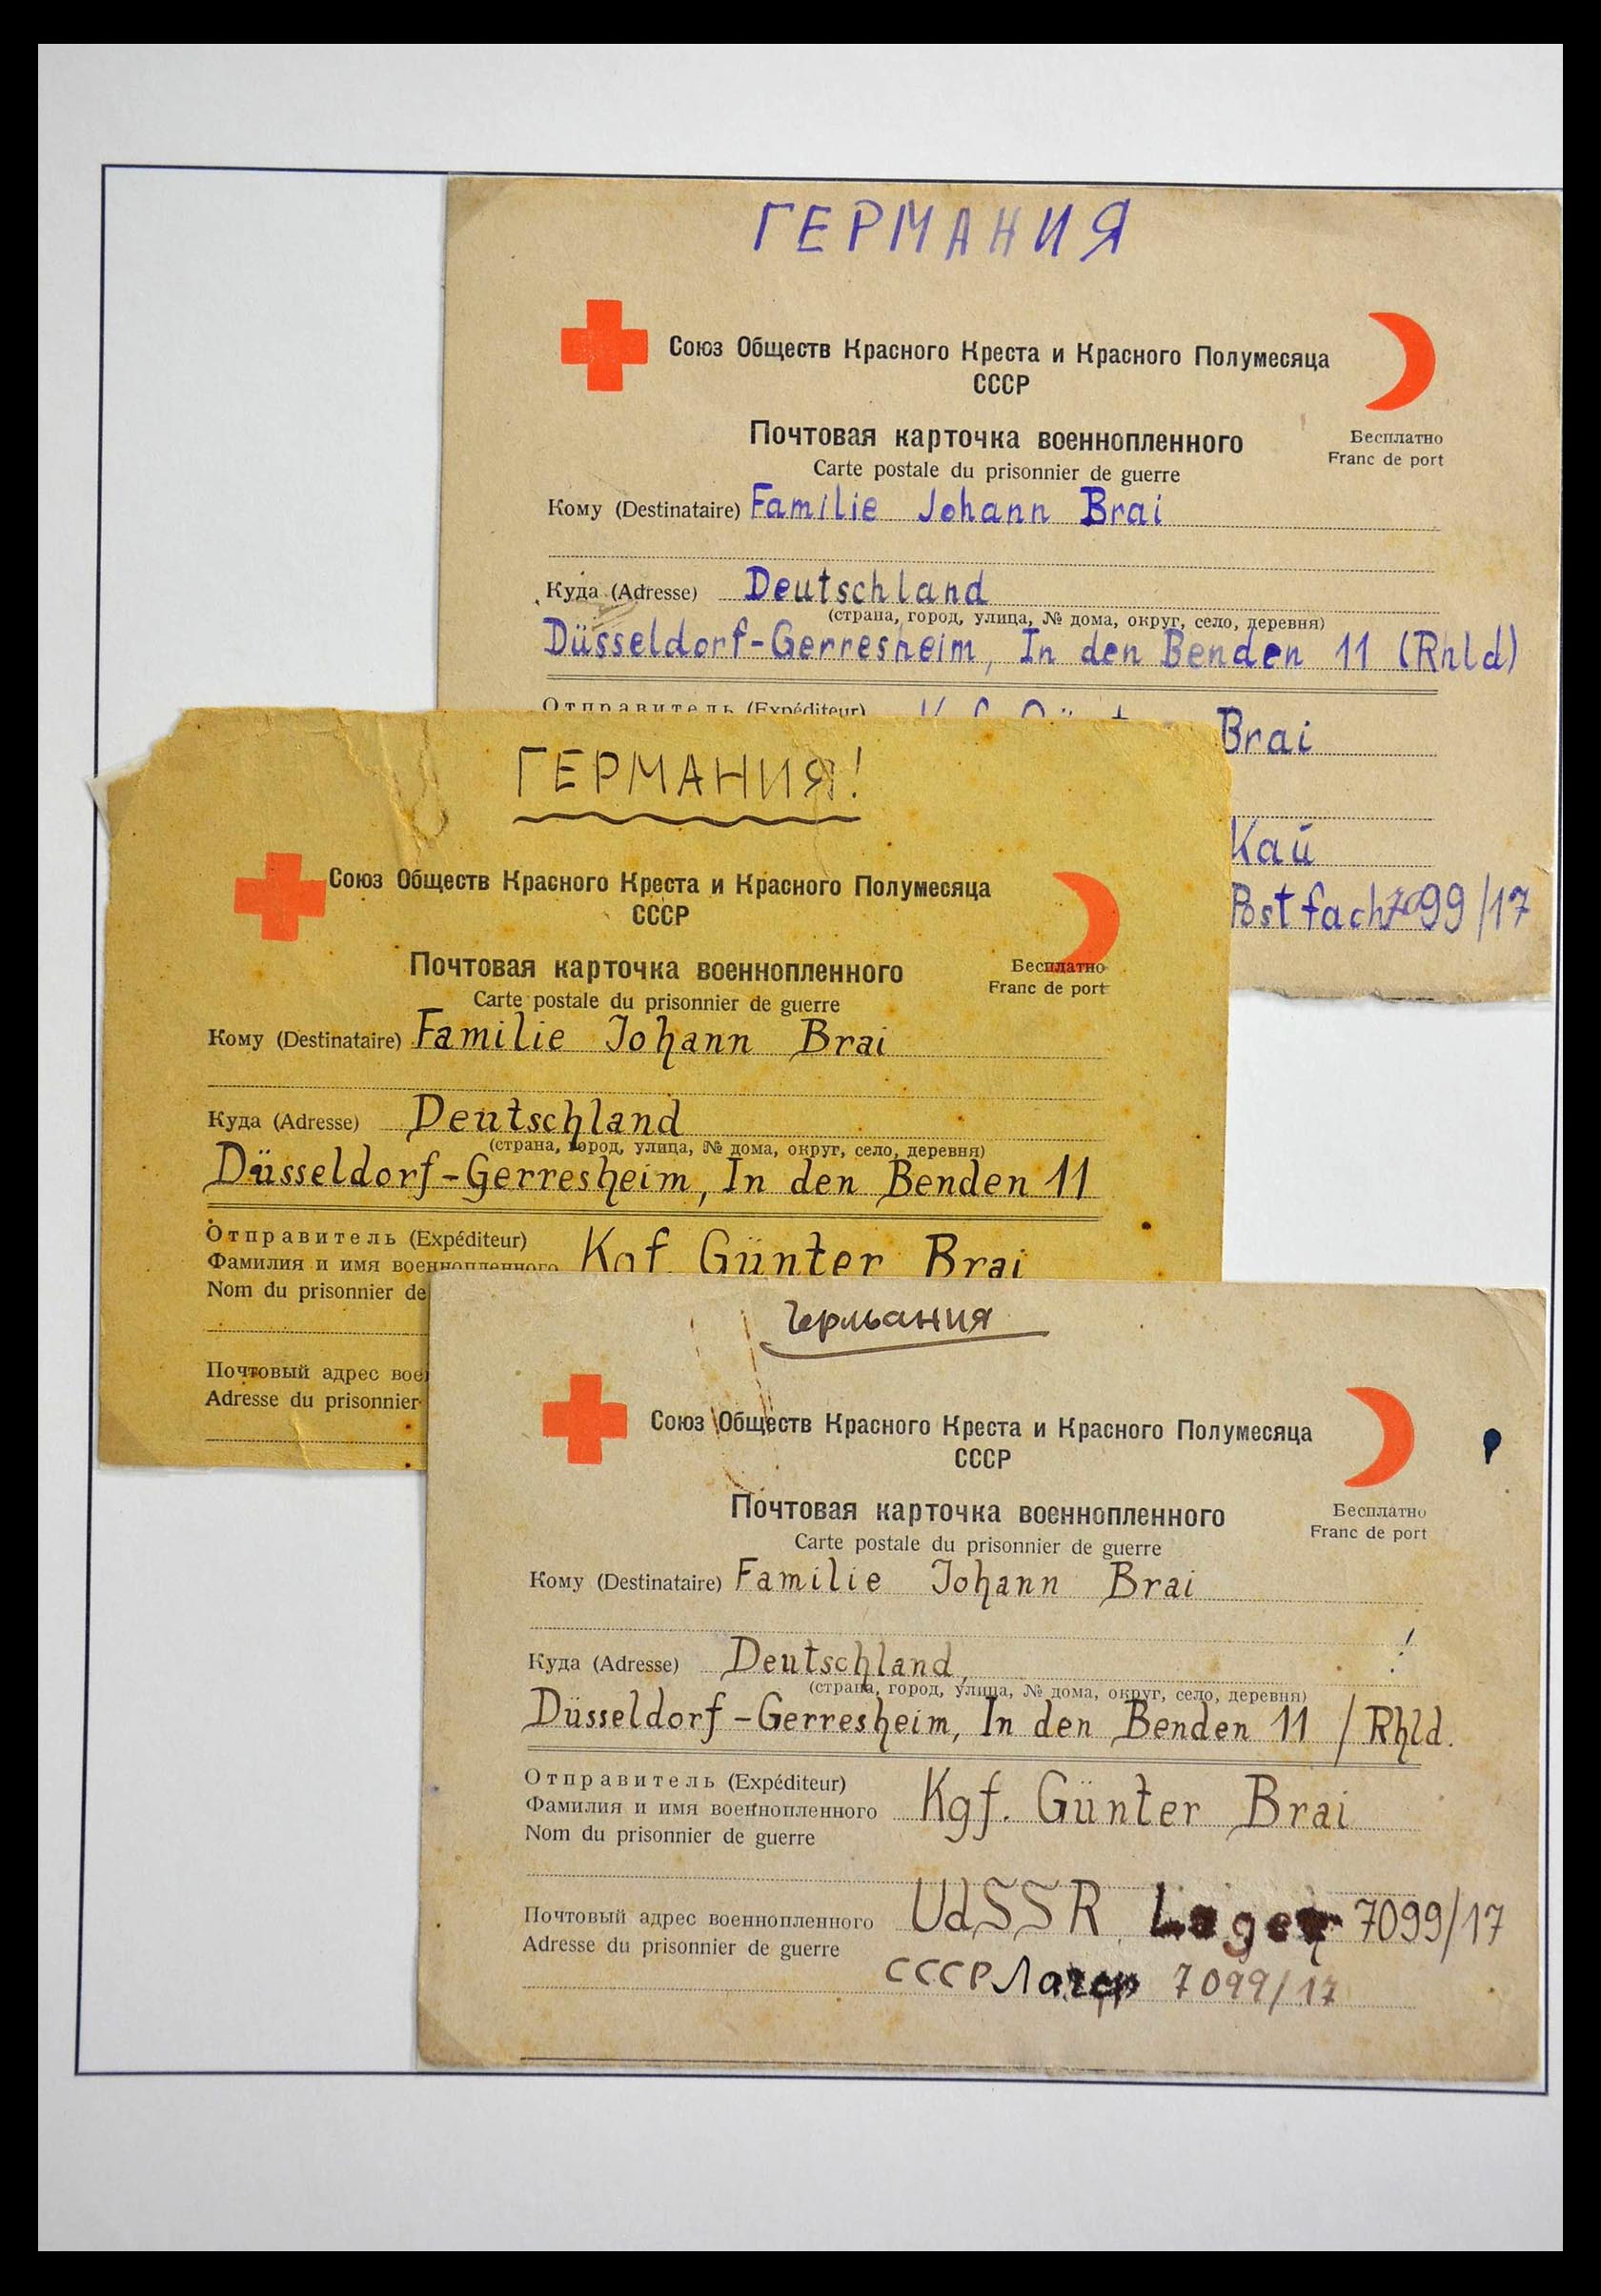 ГЕРМАНИЯ
Союз Обществ Красного Креста и Красного Полумесяца
СССР
Почтовая карточка военнопленного
Carte postale du prisonnier de guerre
Бесплатно
Franc de port
Кому (Destinataire) Familie Johann Brai
Куда (Adresse) Deutschland
(страна, город, улица, № дома, округ, село, деревня)
Düsseldorf-Gerresheim, In den Benden 11 (Rhld)
Отправитель (Expéditeur)
Brai
Postfach 7099/17
ГЕРМАНИЯ!
Союз Обществ Красного Креста и Красного Полумесяца
СССР
Почтовая карточка военнопленного
Carte postale du prisonnier de guerre
Бесплатно
Franc de port
Кому (Destinataire) Familie Johann Brai
Куда (Adresse) Deutschland
(страна, город, улица, № дома, округ, село, деревня)
Düsseldorf-Gerresheim, In den Benden 11
Отправитель (Expéditeur)
Фамилия и имя военнопленного Kgf. Günter Brai
Nom du prisonnier de
Почтовый адрес вое
Adresse du prisonnier
Германия
Союз Обществ Красного Креста и Красного Полумесяца
СССР
Почтовая карточка военнопленного
Carte postale du prisonnier de guerre
Бесплатно
Franc de port
Кому (Destinataire) Familie Johann Brai
Куда (Adresse) Deutschland,
(страна, город, улица, № дома, округ, село, деревня)
Düsseldorf-Gerresheim, In den Benden 11 / Rhld.
Отправитель (Expéditeur)
Фамилия и имя военнопленного Kgf. Günter Brai
Nom du prisonnier de guerre
Почтовый адрес военнопленного UdSSR, Lager 7099/17
Adresse du prisonnier de guerre
СССР Лагер 7099/17